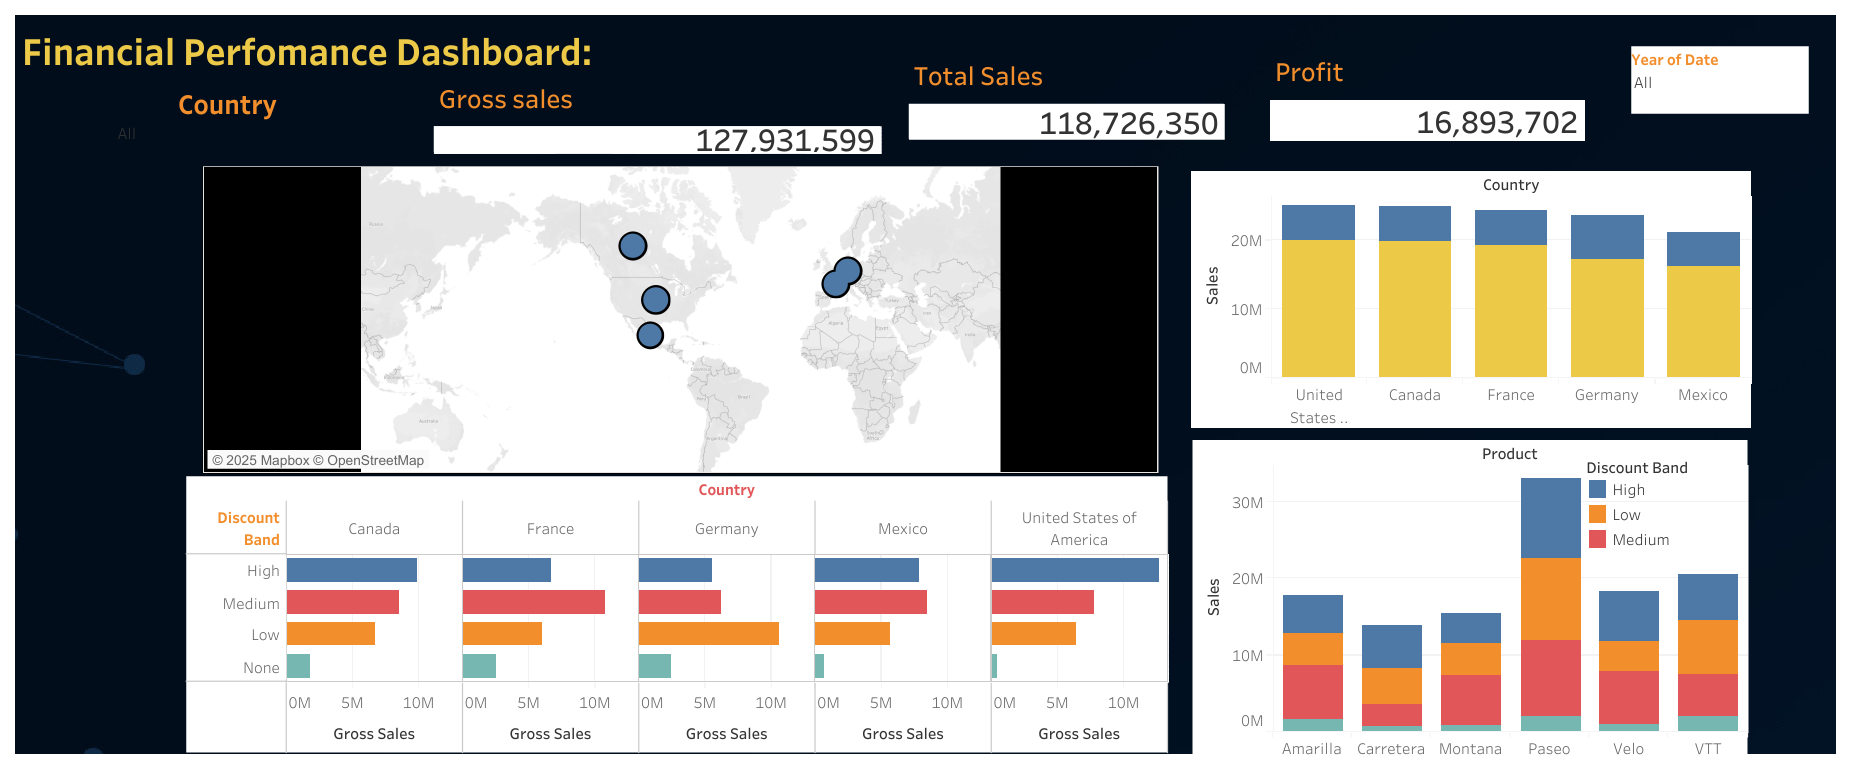 Financial Perfomance Dashboard:
Country
All
Gross sales
127,931,599
Total Sales
118,726,350
Profit
16,893,702
Year of Date
All
© 2025 Mapbox © OpenStreetMap
Country
Sales
20M
10M
0M
United
States ..
Canada
France
Germany
Mexico
Country
Discount
Band
Canada
France
Germany
Mexico
United States of
America
High
Medium
Low
None
0M 5M 10M
0M 5M 10M
0M 5M 10M
0M 5M 10M
0M 5M 10M
Gross Sales
Gross Sales
Gross Sales
Gross Sales
Gross Sales
Product
Discount Band
High
Low
Medium
Sales
30M
20M
10M
0M
Amarilla
Carretera
Montana
Paseo
Velo
VTT